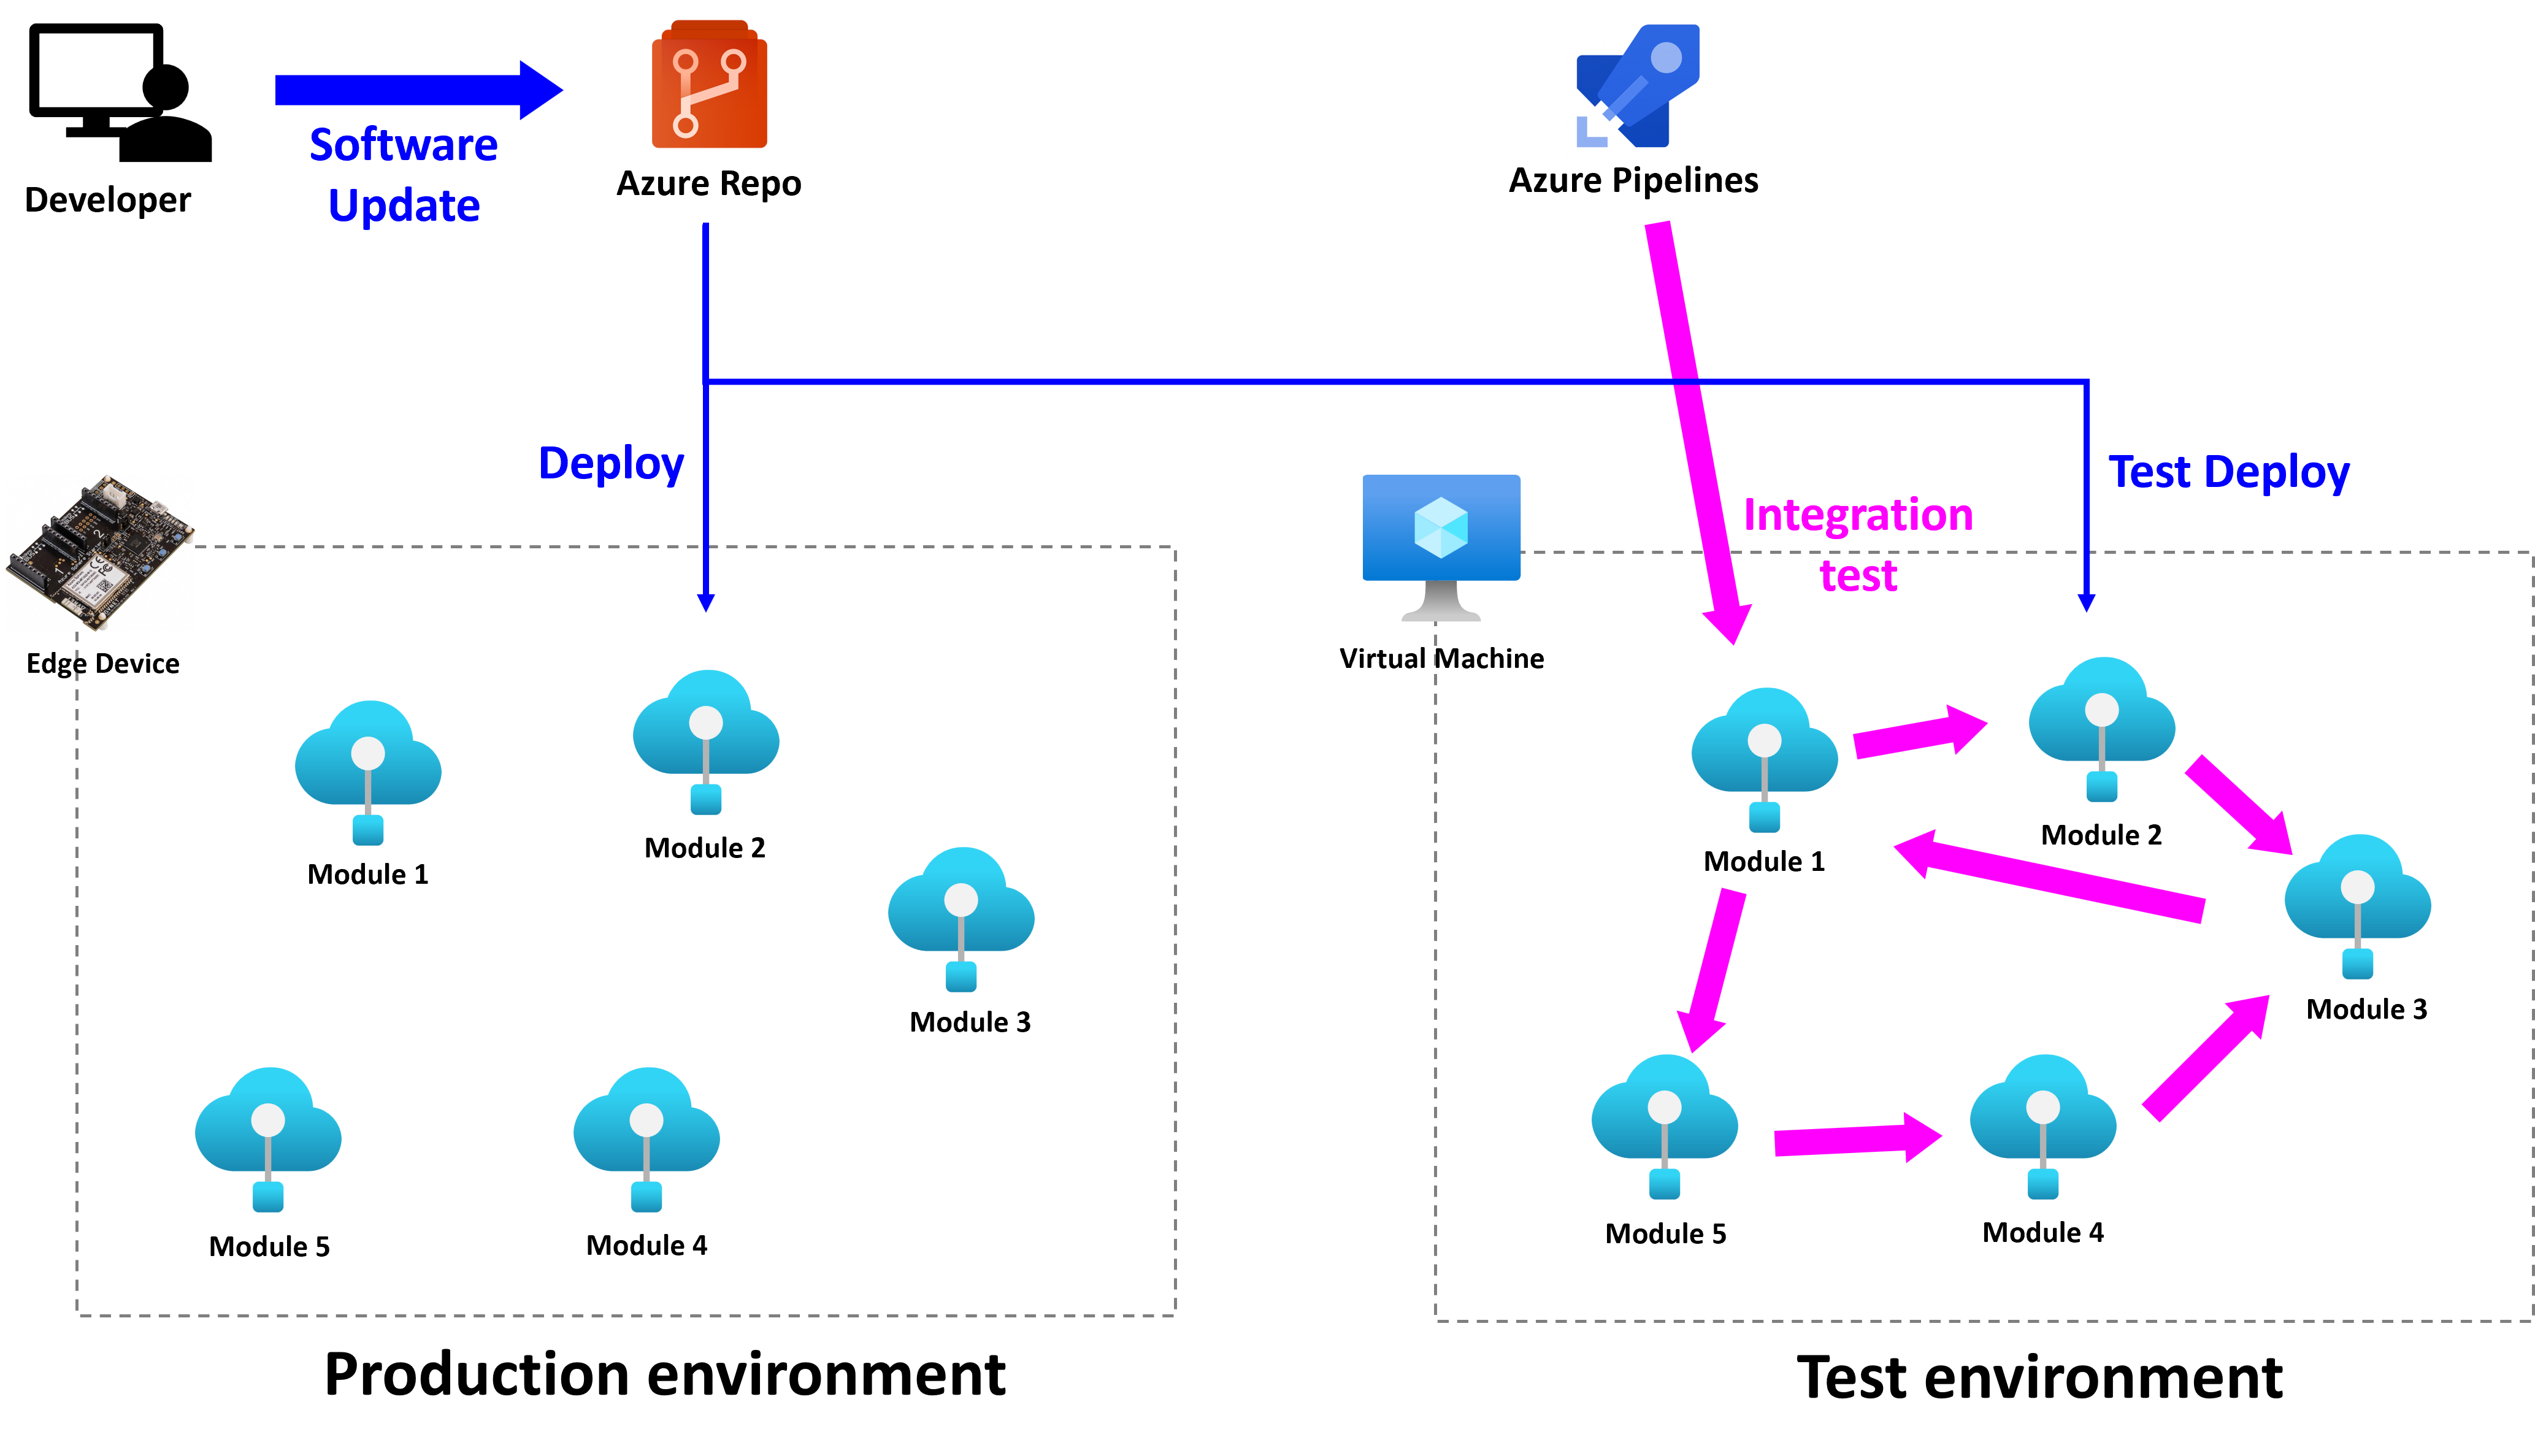 Developer
Software
Update
Azure Repo
Azure Pipelines
Deploy
Integration
test
Test Deploy
Edge Device
Virtual Machine
Module 1
Module 2
Module 3
Module 5
Module 4
Module 1
Module 2
Module 3
Module 5
Module 4
Production environment
Test environment